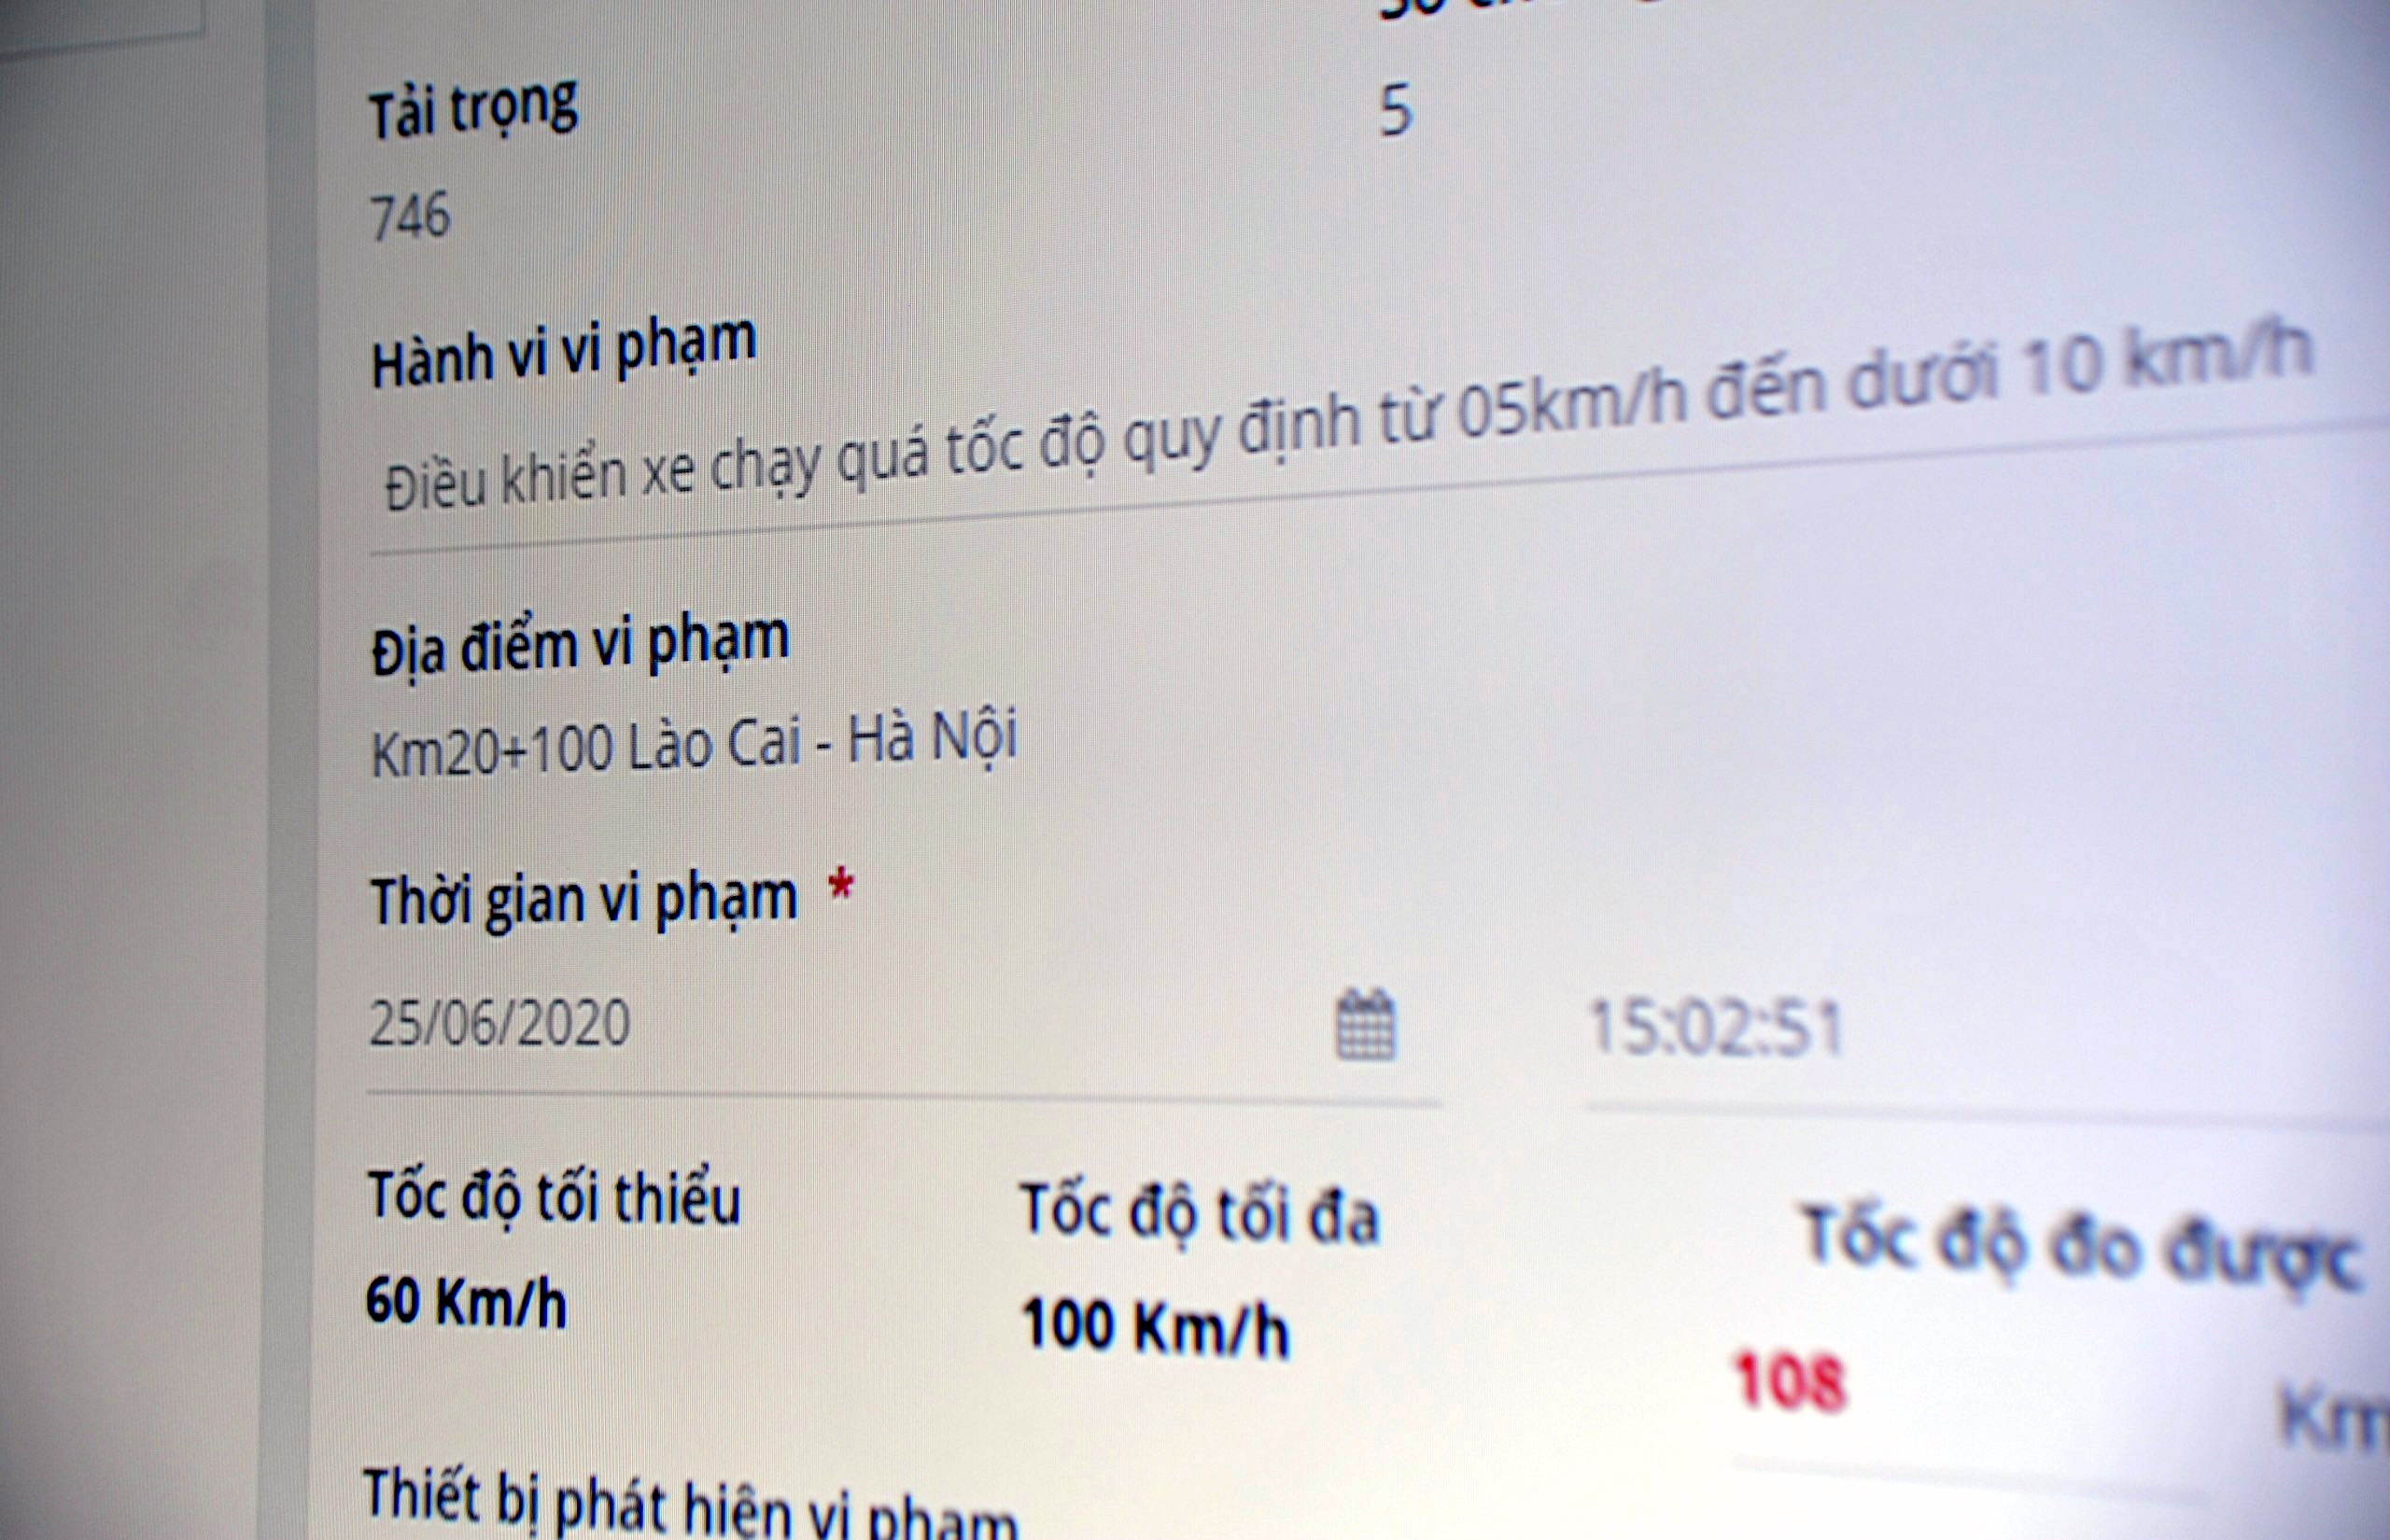 Tải trọng
746
5
Hành vi vi phạm
Điều khiển xe chạy quá tốc độ quy định từ 05km/h đến dưới 10 km/h
Địa điểm vi phạm
Km20+100 Lào Cai - Hà Nội
Thời gian vi phạm *
25/06/2020
15:02:51
Tốc độ tối thiểu
Tốc độ tối đa
Tốc độ đo được
60 Km/h
100 Km/h
108 Km
Thiết bị phát hiện vi phạm